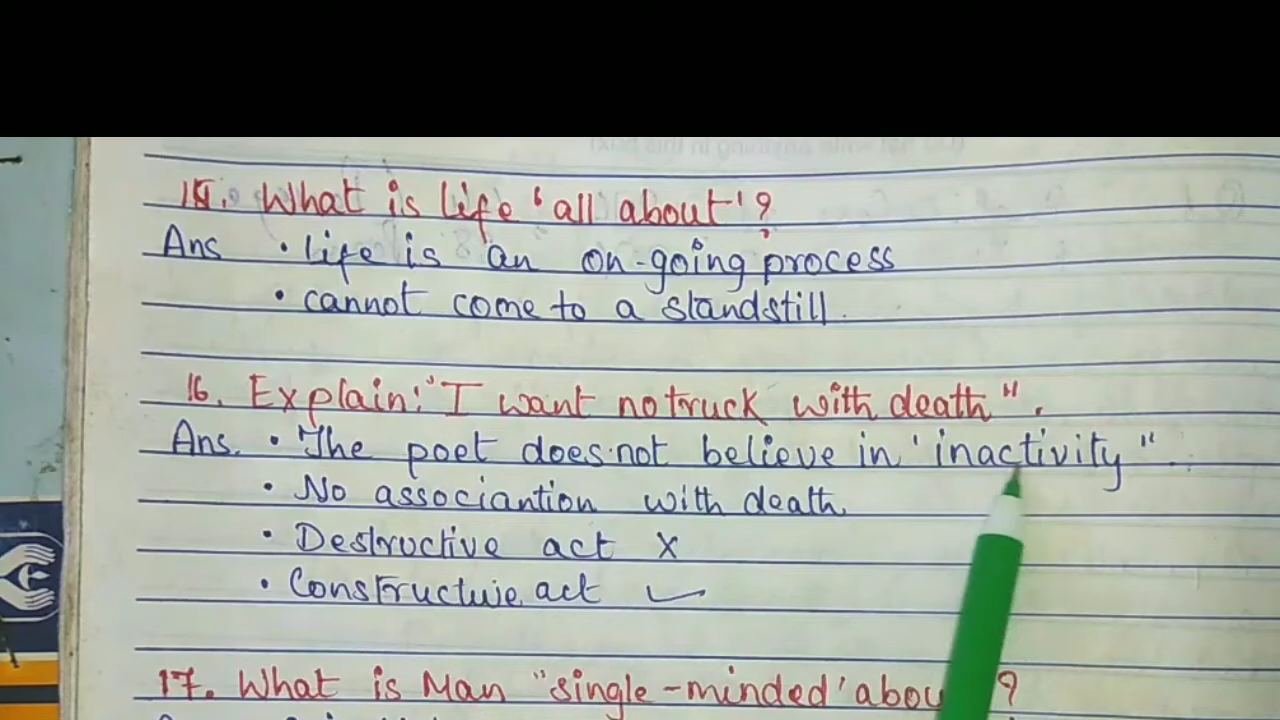 15. What is life 'all about'?
Ans • life is an on-going process
• cannot come to a standstill.
16. Explain: "I want no truck with death".
Ans. • The poet does not believe in 'inactivity".
• No associantion with death.
• Destructive act ×
• Constructuie act ✓
17. What is Man "single-minded' abou ?